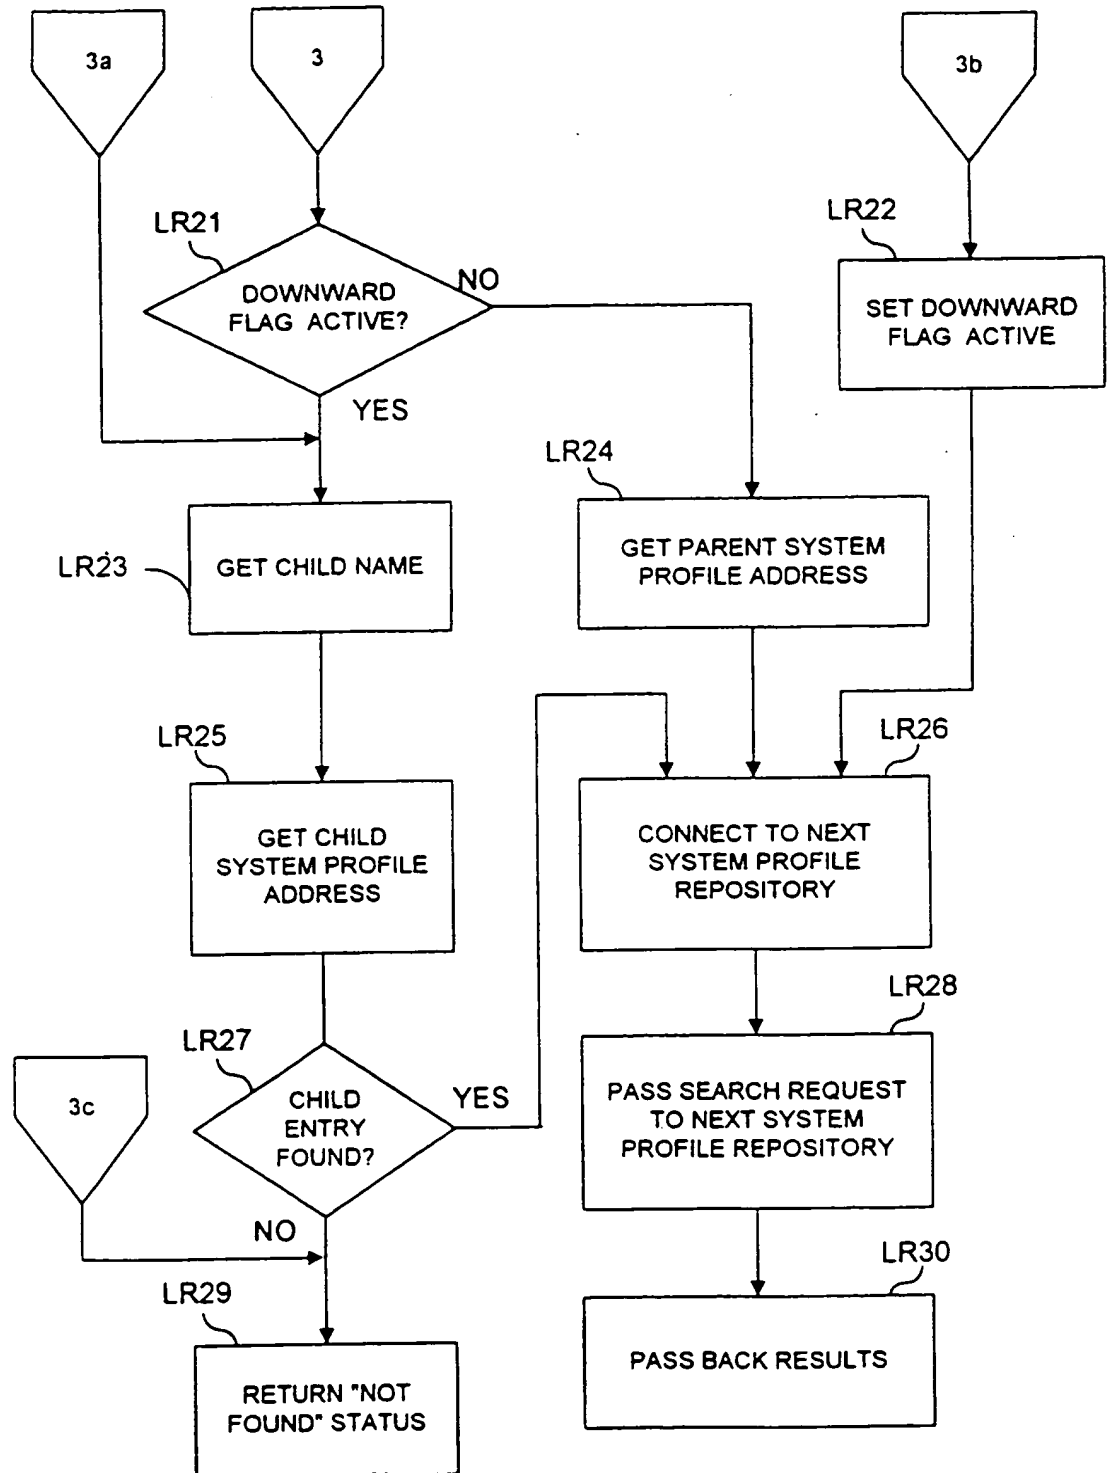 3a
3
3b
LR21
DOWNWARD
FLAG ACTIVE?
NO
YES
LR22
SET DOWNWARD
FLAG ACTIVE
LR23
GET CHILD NAME
LR24
GET PARENT SYSTEM
PROFILE ADDRESS
LR25
GET CHILD
SYSTEM PROFILE
ADDRESS
LR26
CONNECT TO NEXT
SYSTEM PROFILE
REPOSITORY
3c
LR27
CHILD
ENTRY
FOUND?
YES
NO
LR28
PASS SEARCH REQUEST
TO NEXT SYSTEM
PROFILE REPOSITORY
LR29
RETURN "NOT
FOUND" STATUS
LR30
PASS BACK RESULTS